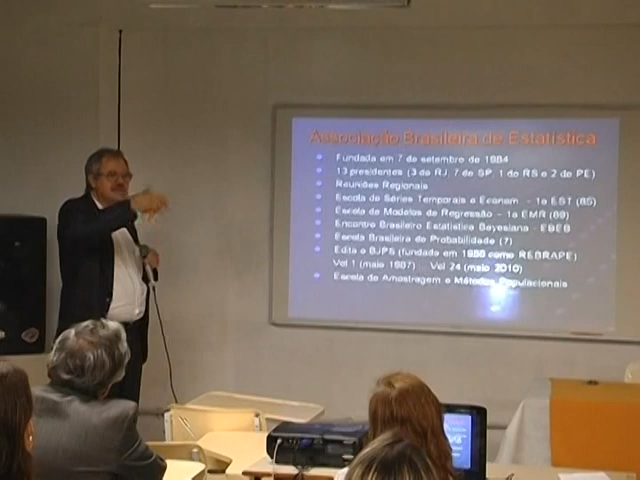 Associação Brasileira de Estatística
Fundada em 7 de setembro de 1984
13 presidentes (3 do RJ, 7 de SP, 1 do RS e 2 de PE)
Reuniões Regionais
Escola de Séries Temporais e Econom. - 1a EST (85)
Escola de Modelos de Regressão - 1a EMR (89)
Encontro Brasileiro Estatística Bayesiana - EBEB
Escola Brasileira de Probabilidade (7)
Edita o BJPS (fundado em 1986 como REBRAPE)
Vol 1 (maio 1987) Vol 24 (maio 2010)
Escola de Amostragem e Métodos Populacionais